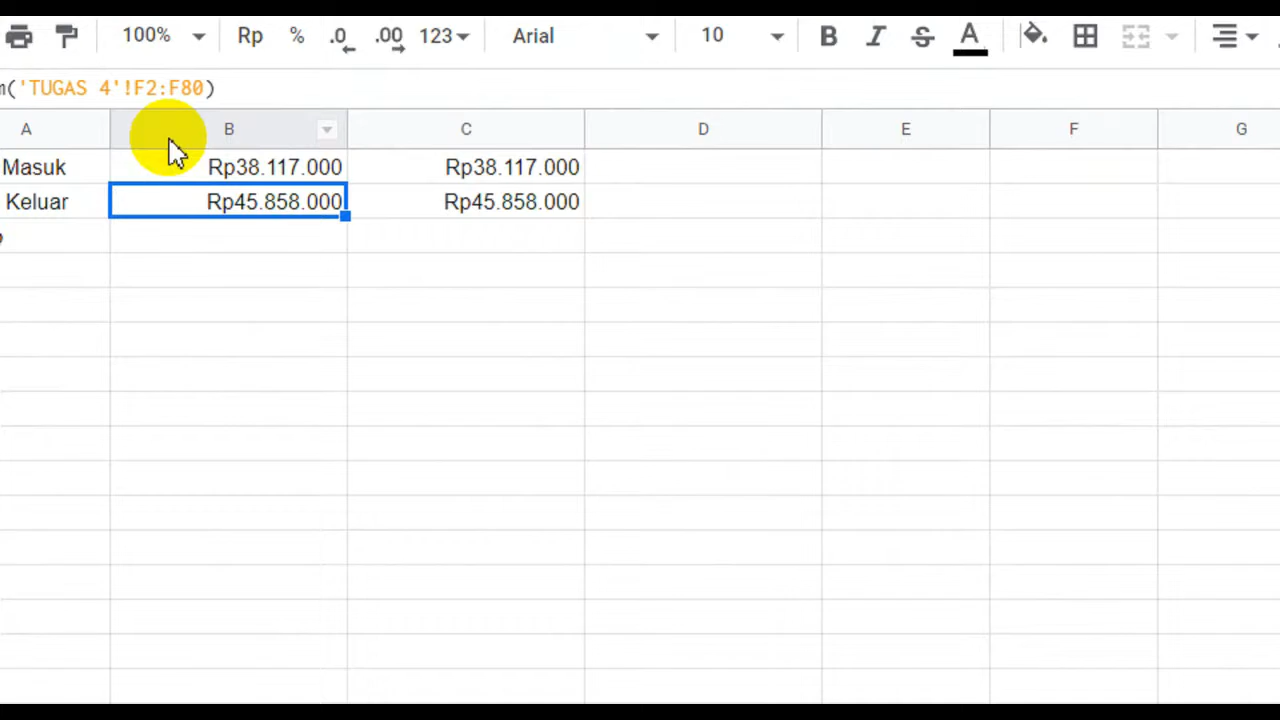 100% Rp % .0 .00 123 Arial 10 B I S A
('TUGAS 4'!F2:F80)
A B C D E F G
Masuk Rp38.117.000 Rp38.117.000
Keluar Rp45.858.000 Rp45.858.000